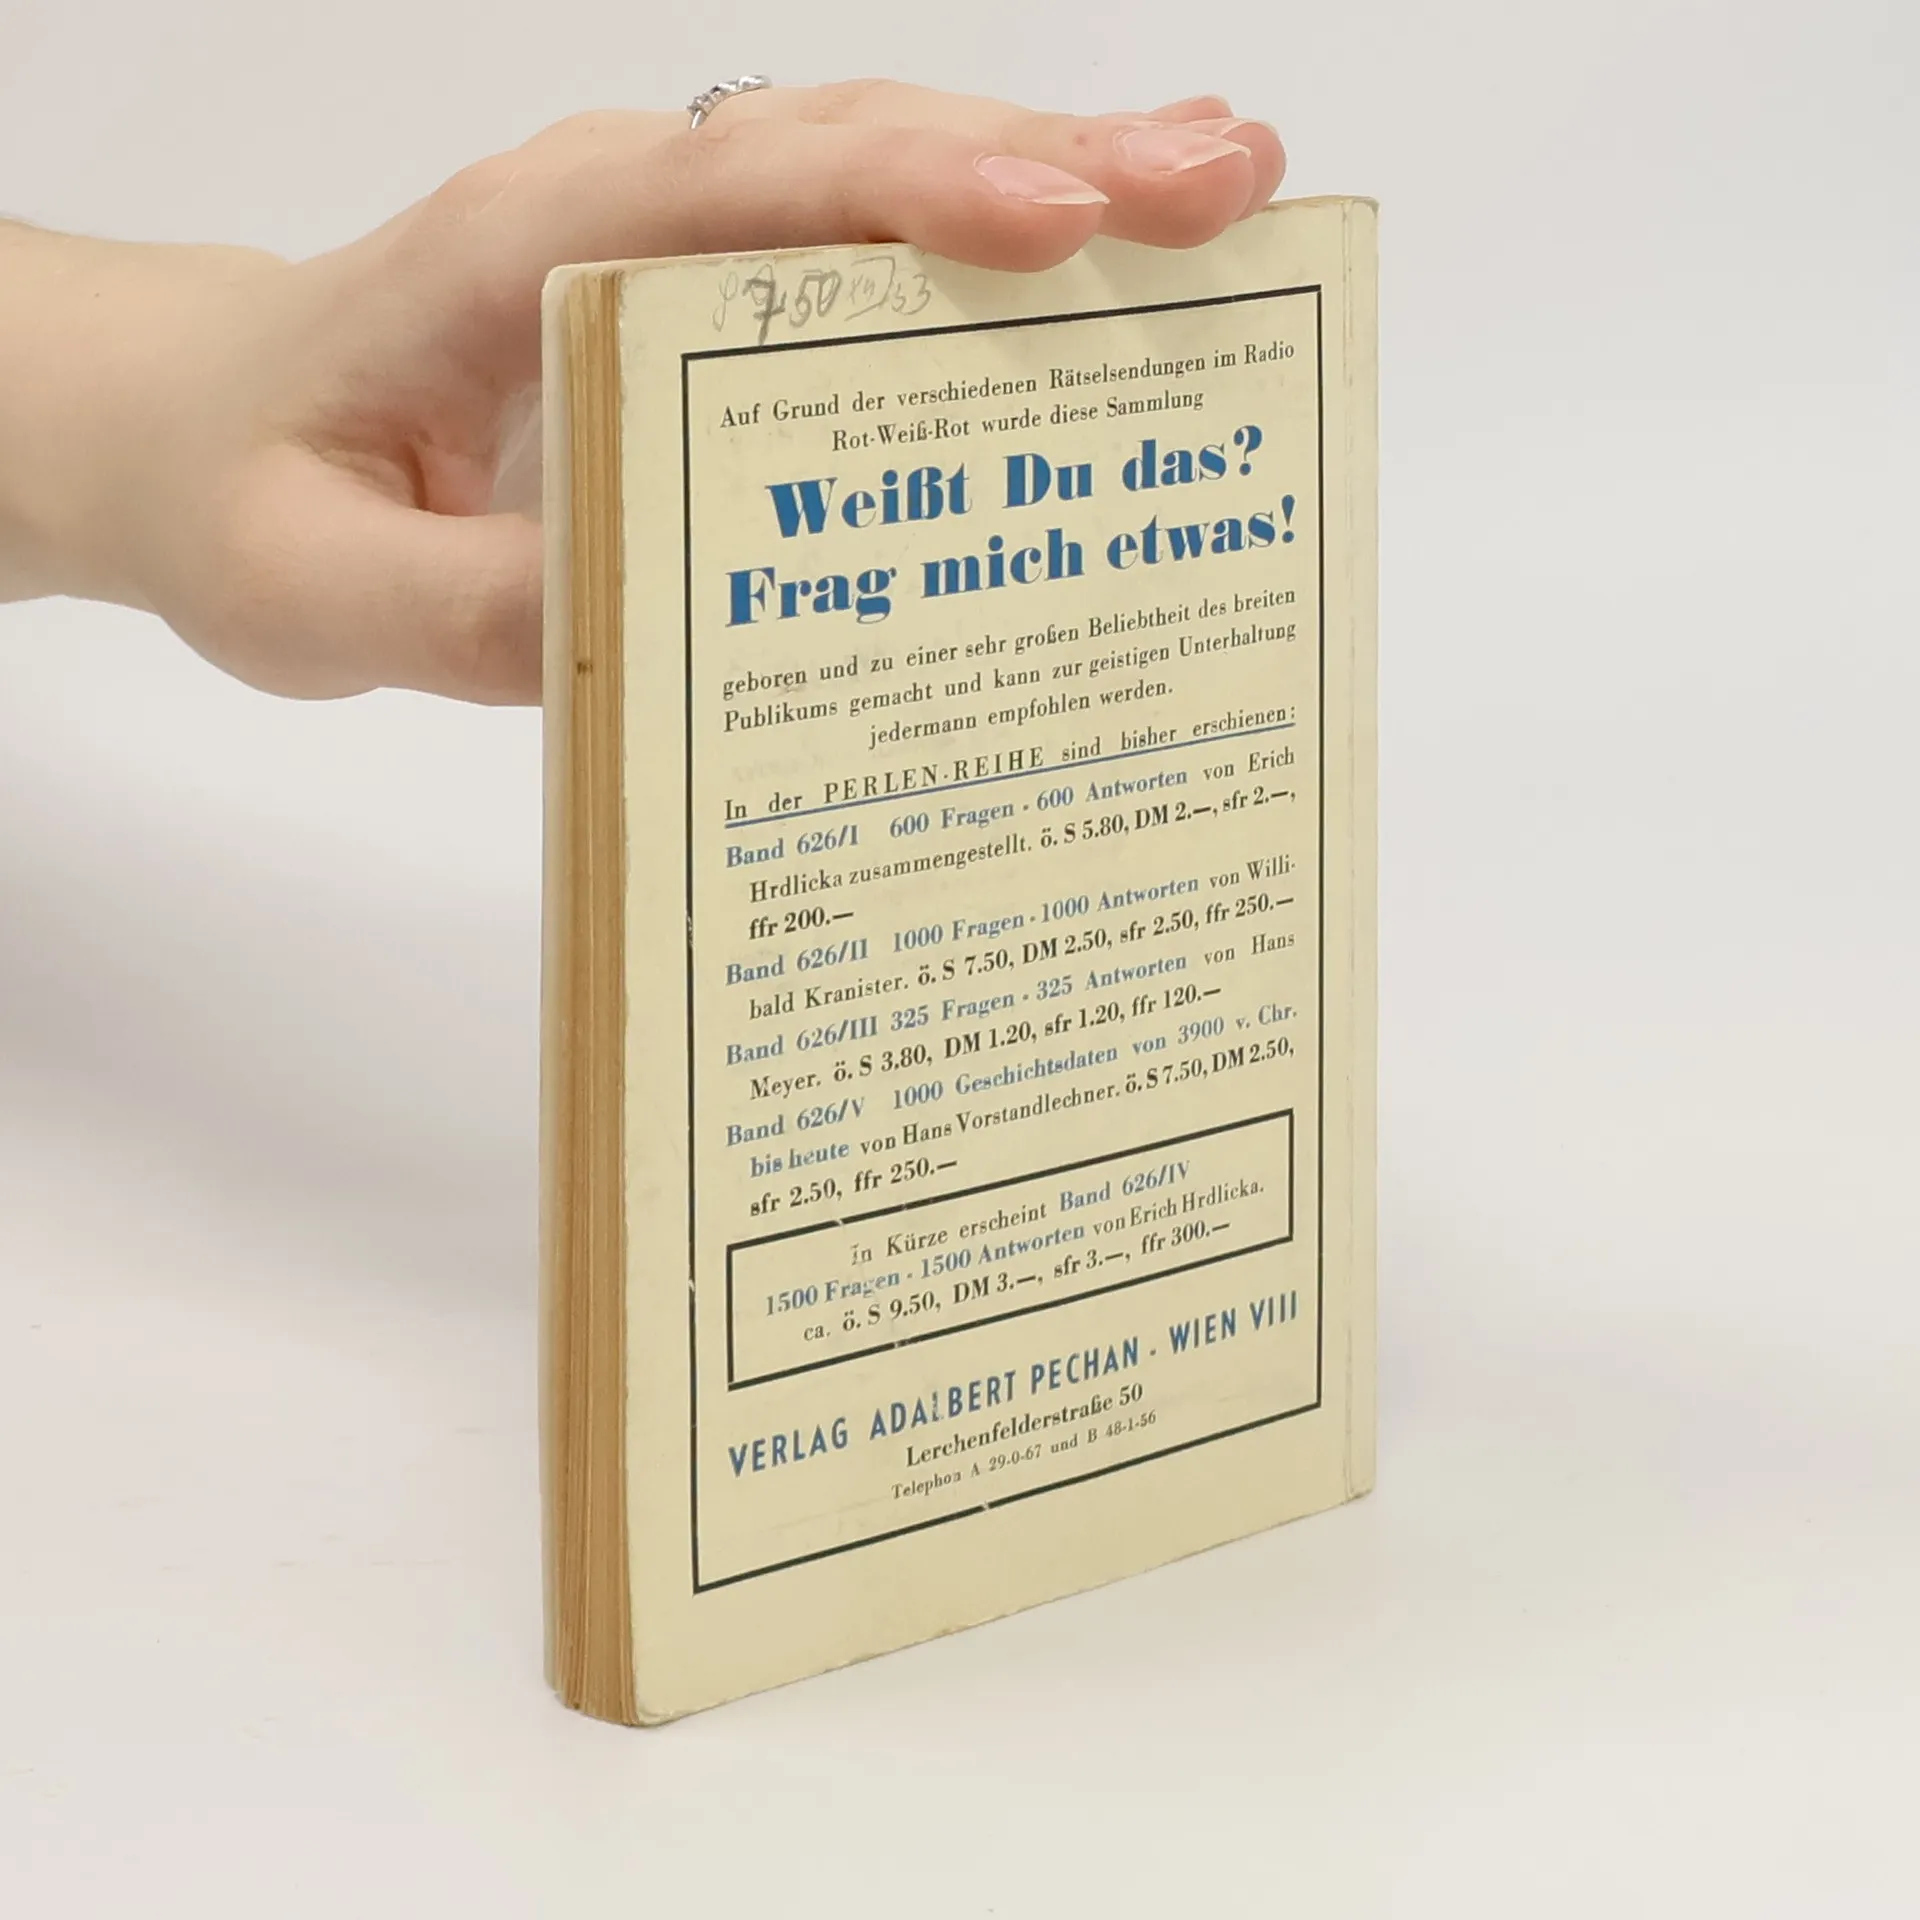 7.50
Auf Grund der verschiedenen Rätselsendungen im Radio
Rot-Weiß-Rot wurde diese Sammlung
Weißt Du das?
Frag mich etwas!
geboren und zu einer sehr großen Beliebtheit des breiten
Publikums gemacht und kann zur geistigen Unterhaltung
jedermann empfohlen werden.
In der PERLEN-REIHE sind bisher erschienen:
Band 626/I 600 Fragen - 600 Antworten von Erich
Hrdlicka zusammengestellt. ö. S 5.80, DM 2.—, sfr 2.—,
ffr 200.—
Band 626/II 1000 Fragen - 1000 Antworten von Willi-
bald Kranister. ö. S 7.50, DM 2.50, sfr 2.50, ffr 250.—
Band 626/III 325 Fragen - 325 Antworten von Hans
Meyer. ö. S 3.80, DM 1.20, sfr 1.20, ffr 120.—
Band 626/V 1000 Geschichtsdaten von 3900 v. Chr.
bis heute von Hans Vorstandlechner. ö. S 7.50, DM 2.50,
sfr 2.50, ffr 250.—
In Kürze erscheint Band 626/IV
1500 Fragen - 1500 Antworten von Erich Hrdlicka.
ca. ö. S 9.50, DM 3.—, sfr 3.—, ffr 300.—
VERLAG ADALBERT PECHAN - WIEN VIII
Lerchenfelderstraße 50
Telephon A 29-0-67 und B 48-1-56